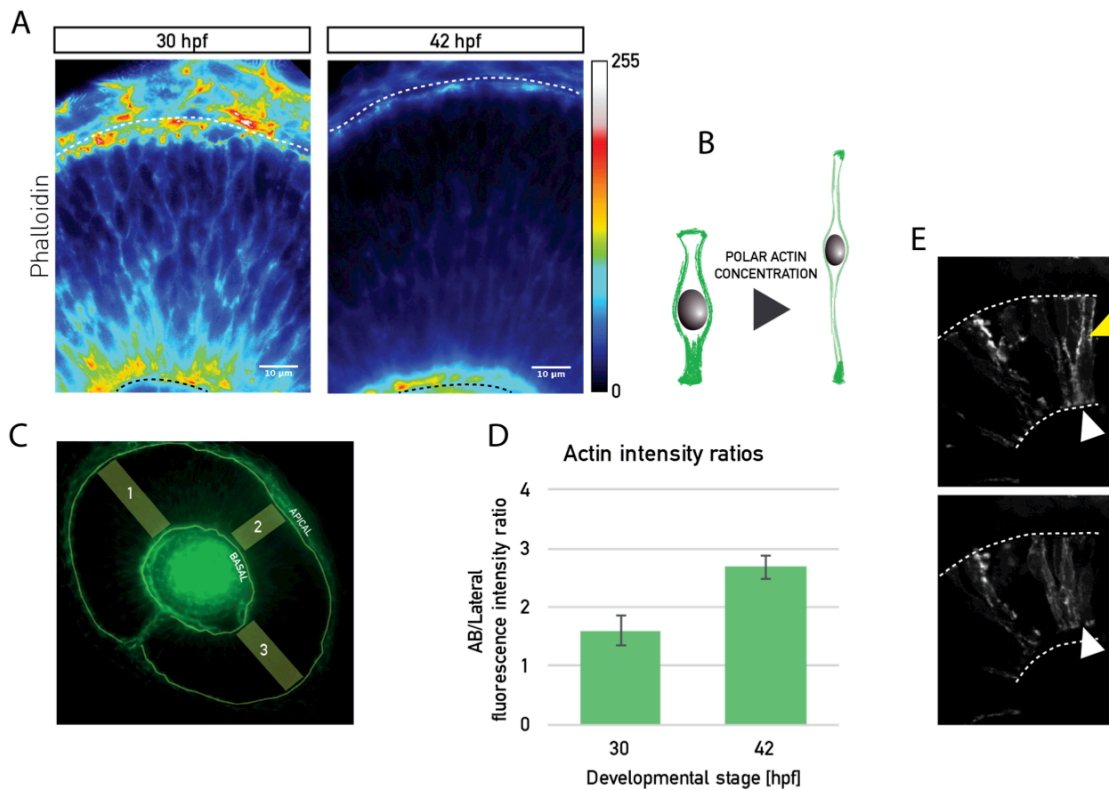 A
30 hpf
42 hpf
Phalloidin
10 µm
10 µm
255
0
B
POLAR ACTIN
CONCENTRATION
C
1
2
3
APICAL
BASAL
D
Actin intensity ratios
AB/Lateral
fluorescence intensity ratio
4
3
2
1
0
30
42
Developmental stage [hpf]
E